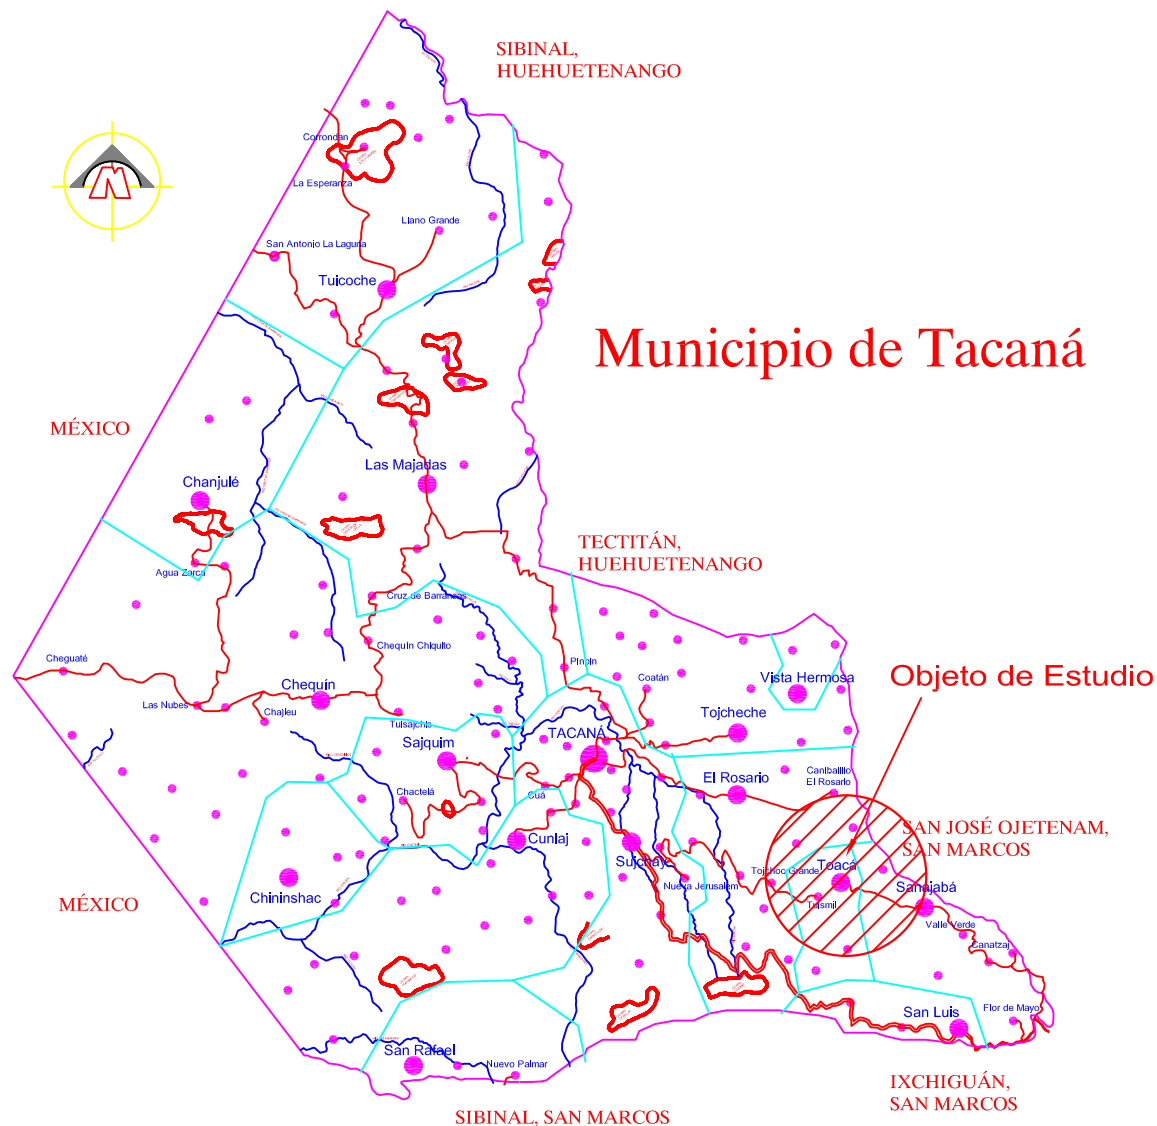 SIBINAL,
HUEHUETENANGO
Corrondan
La Esperanza
Llano Grande
San Antonio La Laguna
Tuicoche
Municipio de Tacaná
MÉXICO
Las Majadas
Chanjulé
TECTITÁN,
HUEHUETENANGO
Agua Zarca
Cruz de Barrancas
Chequín Chiquito
Cheguaté
Pinpin
Coatán
Vista Hermosa
Objeto de Estudio
Chequín
Las Nubes
Chajleu
Tuisajchis
Tojcheche
Sajquim
TACANÁ
El Rosario
Canibalillo
El Rosario
Chactelá
Cuá
Cunlaj
Sujchay
SAN JOSÉ OJETENAM,
SAN MARCOS
Tojchoc Grande
Toacá
Nueva Jerusalem
Sanajabá
Tuismil
Chininshac
MÉXICO
Valle Verde
Canatzaj
San Luis
Flor de Mayo
San Rafael
Nuevo Palmar
IXCHIGUÁN,
SAN MARCOS
SIBINAL, SAN MARCOS